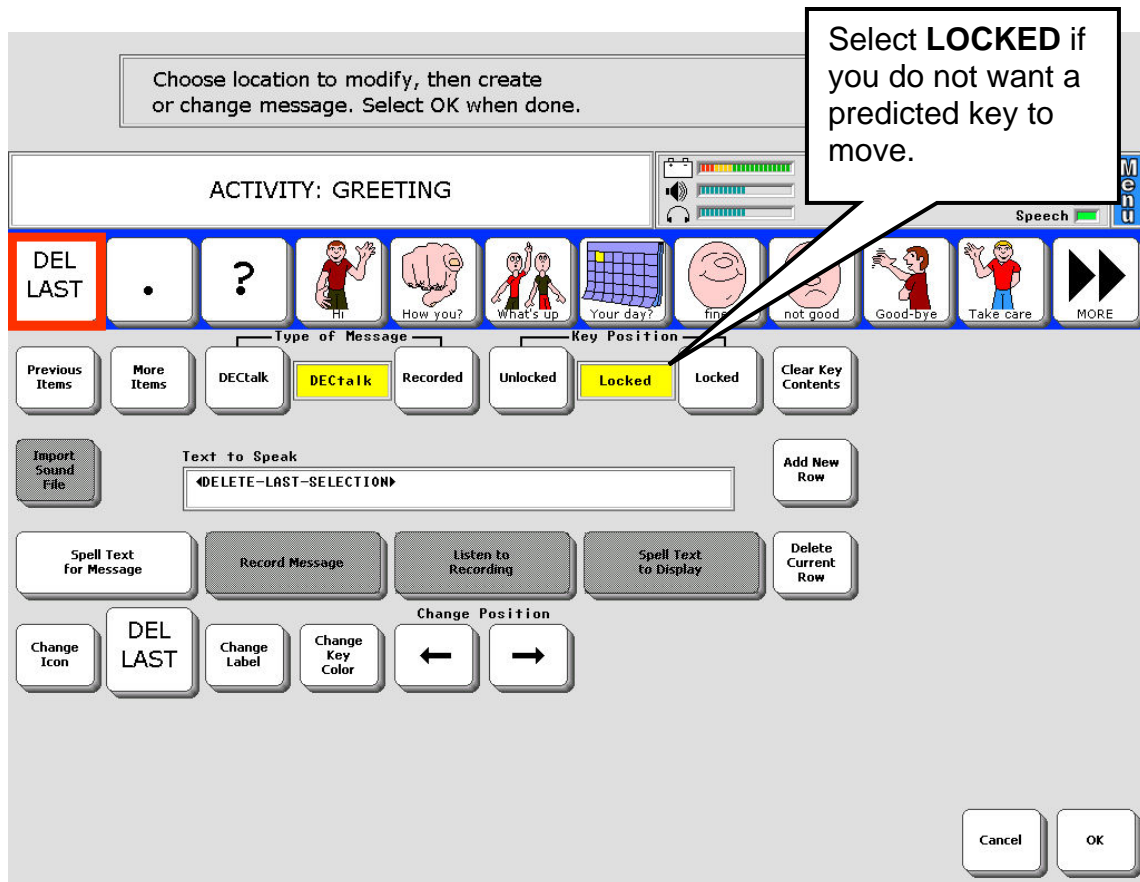 Select LOCKED if
you do not want a
predicted key to
move.
Choose location to modify, then create
or change message. Select OK when done.
ACTIVITY: GREETING
Speech
Menu
DEL
LAST
.
?
Hi
How you?
What's up
Your day?
fine
not good
Good-bye
Take care
MORE
Type of Message
Key Position
Previous
Items
More
Items
DECtalk
DECtalk
Recorded
Unlocked
Locked
Locked
Clear Key
Contents
Import
Sound
File
Text to Speak
◀DELETE-LAST-SELECTION▶
Add New
Row
Spell Text
for Message
Record Message
Listen to
Recording
Spell Text
to Display
Delete
Current
Row
Change Position
Change
Icon
DEL
LAST
Change
Label
Change
Key
Color
←
→
Cancel
OK